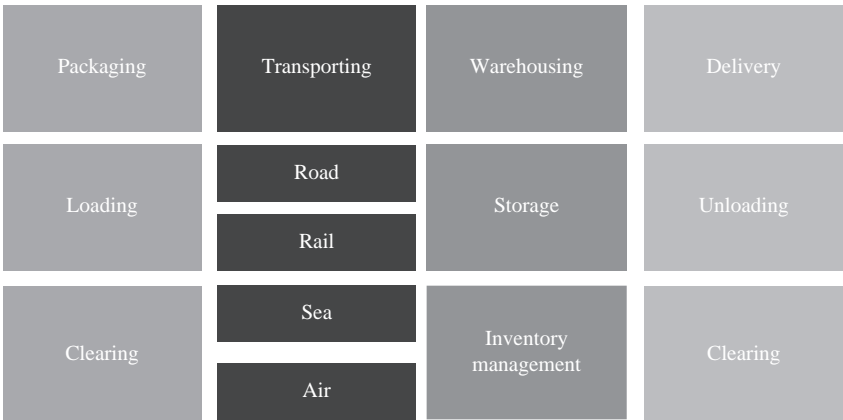 Packaging
Transporting
Warehousing
Delivery
Loading
Road
Rail
Storage
Unloading
Clearing
Sea
Air
Inventory
management
Clearing